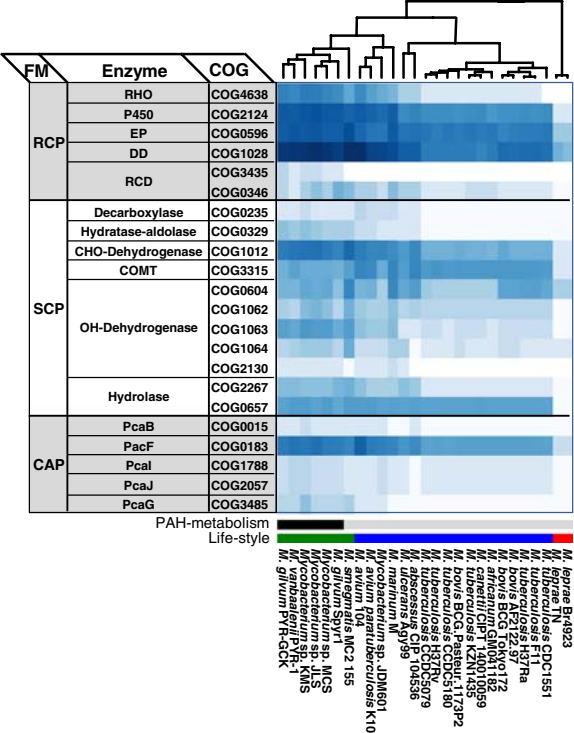 FM Enzyme COG
RCP
RHO COG4638
P450 COG2124
EP COG0596
DD COG1028
RCD COG3435
COG0346
SCP
Decarboxylase COG0235
Hydratase-aldolase COG0329
CHO-Dehydrogenase COG1012
COMT COG3315
OH-Dehydrogenase COG0604
COG1062
COG1063
COG1064
COG2130
Hydrolase COG2267
COG0657
CAP
PcaB COG0015
PacF COG0183
PcaI COG1788
PcaJ COG2057
PcaG COG3485
PAH-metabolism
Life-style
M. gilvum PYR-GCK
M. vanbaalenii PYR-1
Mycobacterium sp. KMS
Mycobacterium sp. JLS
Mycobacterium sp. MCS
M. gilvum Spyr1
M. smegmatis MC2 155
M. avium 104
M. avium paratuberculosis K10
Mycobacterium sp. JDM601
M. marinum M
M. ulcerans Agy99
M. abscessus CIP 104536
M. tuberculosis CCDC5079
M. tuberculosis H37Rv
M. tuberculosis CCDC5180
M. bovis BCG.Pasteur.1173P2
M. tuberculosis KZN1435
M. canettii CIPT 140010059
M. africanum GM041182
M. bovis BCG Tokyo172
M. bovis AF2122.97
M. tuberculosis H37Ra
M. tuberculosis F11
M. tuberculosis CDC1551
M. leprae TN
M. leprae Br4923